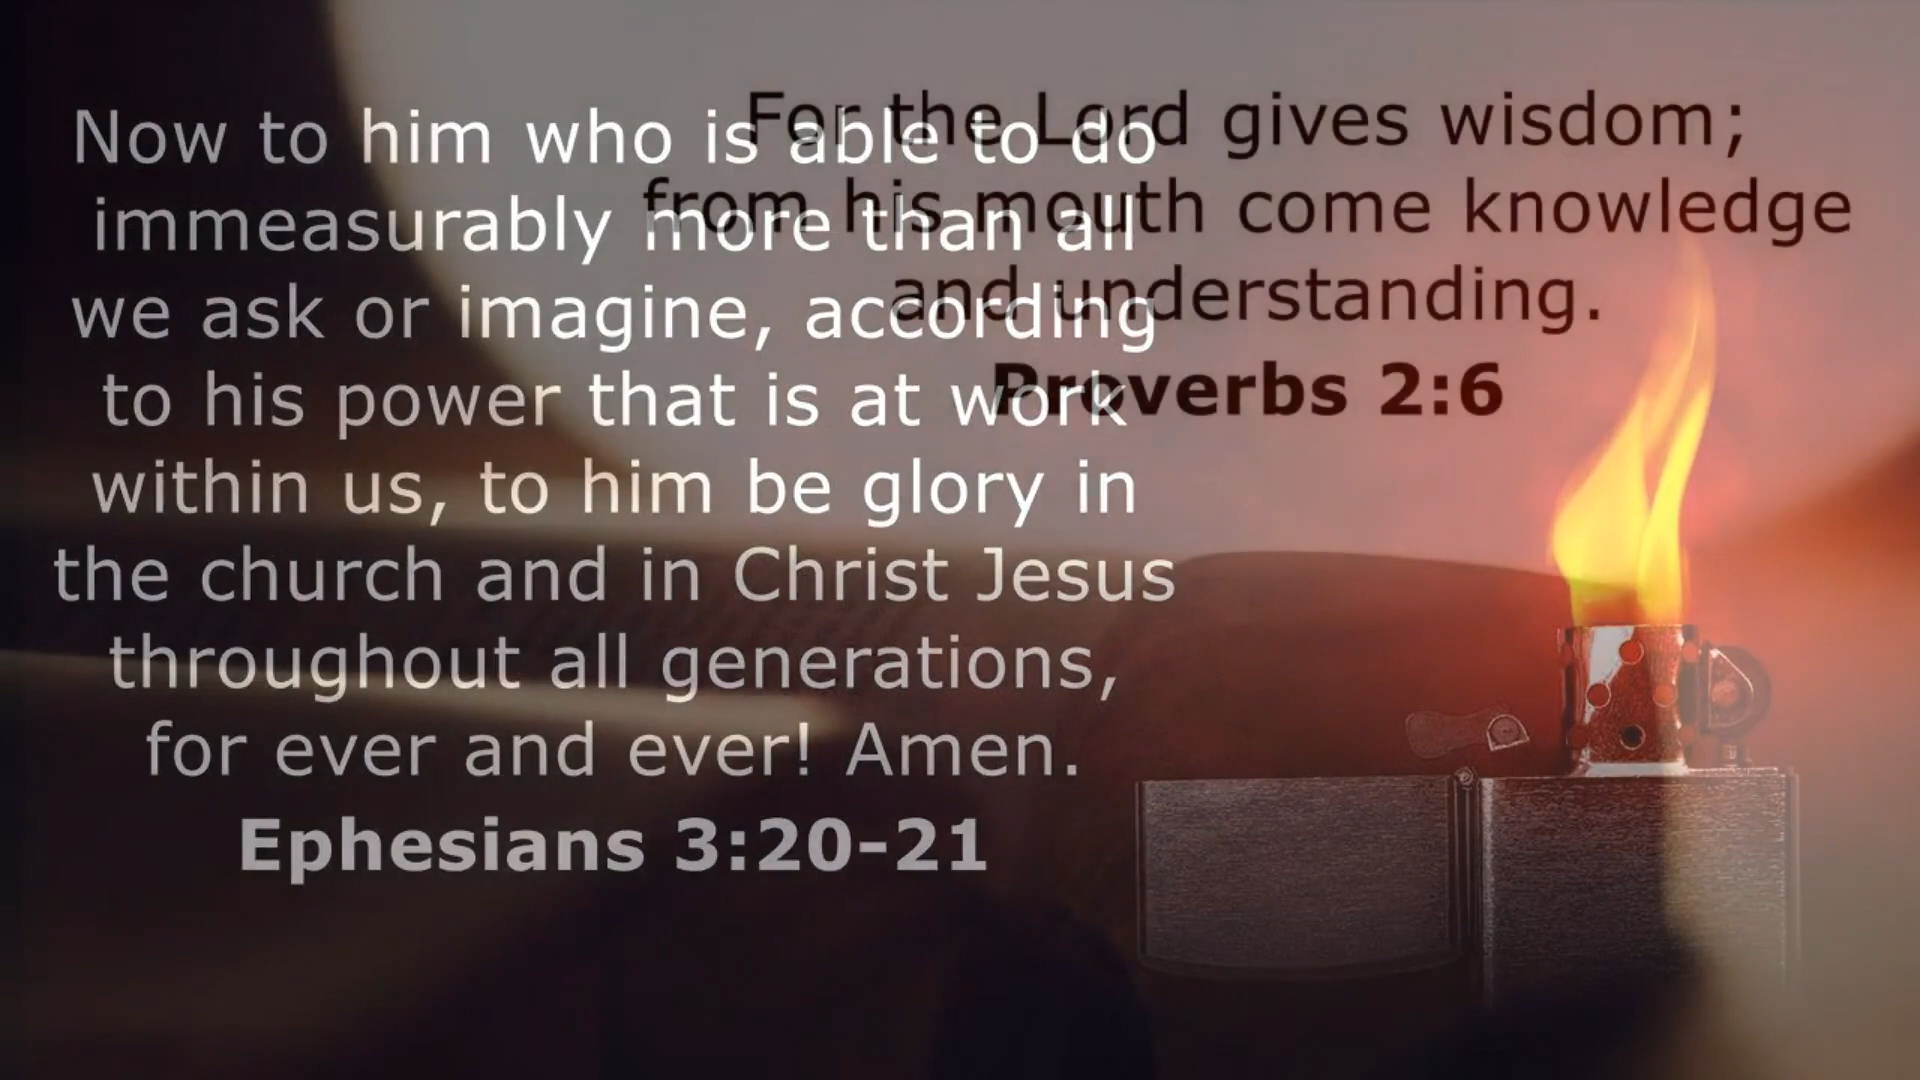 Now to him who is able to do
immeasurably more than all
we ask or imagine, according
to his power that is at work
within us, to him be glory in
the church and in Christ Jesus
throughout all generations,
for ever and ever! Amen.
Ephesians 3:20-21
For the Lord gives wisdom;
from his mouth come knowledge
and understanding.
Proverbs 2:6